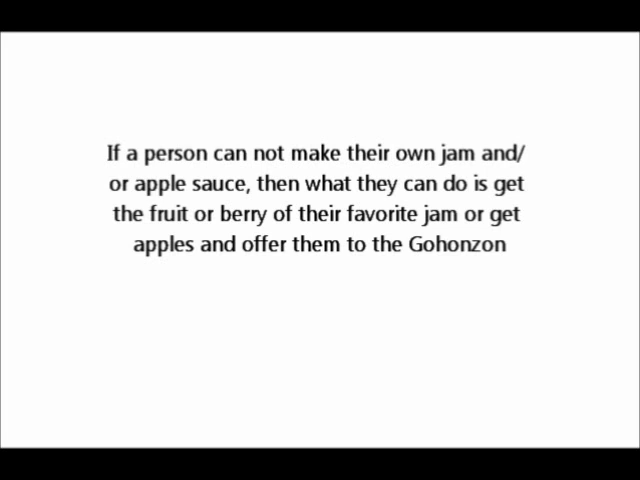 If a person can not make their own jam and/
or apple sauce, then what they can do is get
the fruit or berry of their favorite jam or get
apples and offer them to the Gohonzon